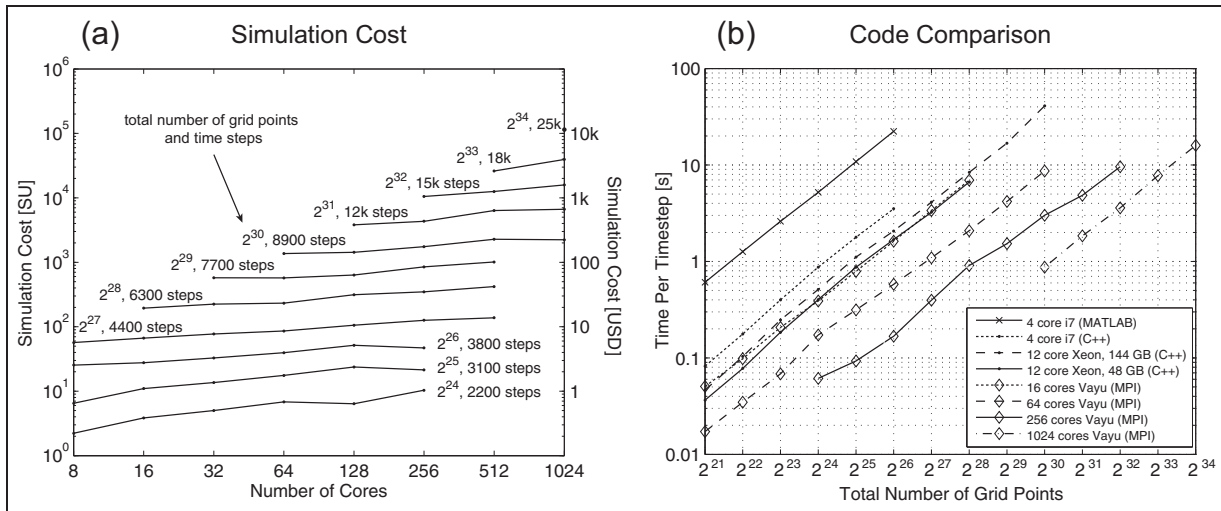 (a) Simulation Cost
10^6
10^5
10^4
10^3
10^2
10^1
10^0
Simulation Cost [SU]
total number of grid points
and time steps
2^34, 25k
2^33, 18k
2^32, 15k steps
2^31, 12k steps
2^30, 8900 steps
2^29, 7700 steps
2^28, 6300 steps
2^27, 4400 steps
2^26, 3800 steps
2^25, 3100 steps
2^24, 2200 steps
10k
1k
100
10
1
Simulation Cost [USD]
8 16 32 64 128 256 512 1024
Number of Cores
(b) Code Comparison
100
10
1
0.1
0.01
Time Per Timestep [s]
4 core i7 (MATLAB)
4 core i7 (C++)
12 core Xeon, 144 GB (C++)
12 core Xeon, 48 GB (C++)
16 cores Vayu (MPI)
64 cores Vayu (MPI)
256 cores Vayu (MPI)
1024 cores Vayu (MPI)
2^21 2^22 2^23 2^24 2^25 2^26 2^27 2^28 2^29 2^30 2^31 2^32 2^33 2^34
Total Number of Grid Points